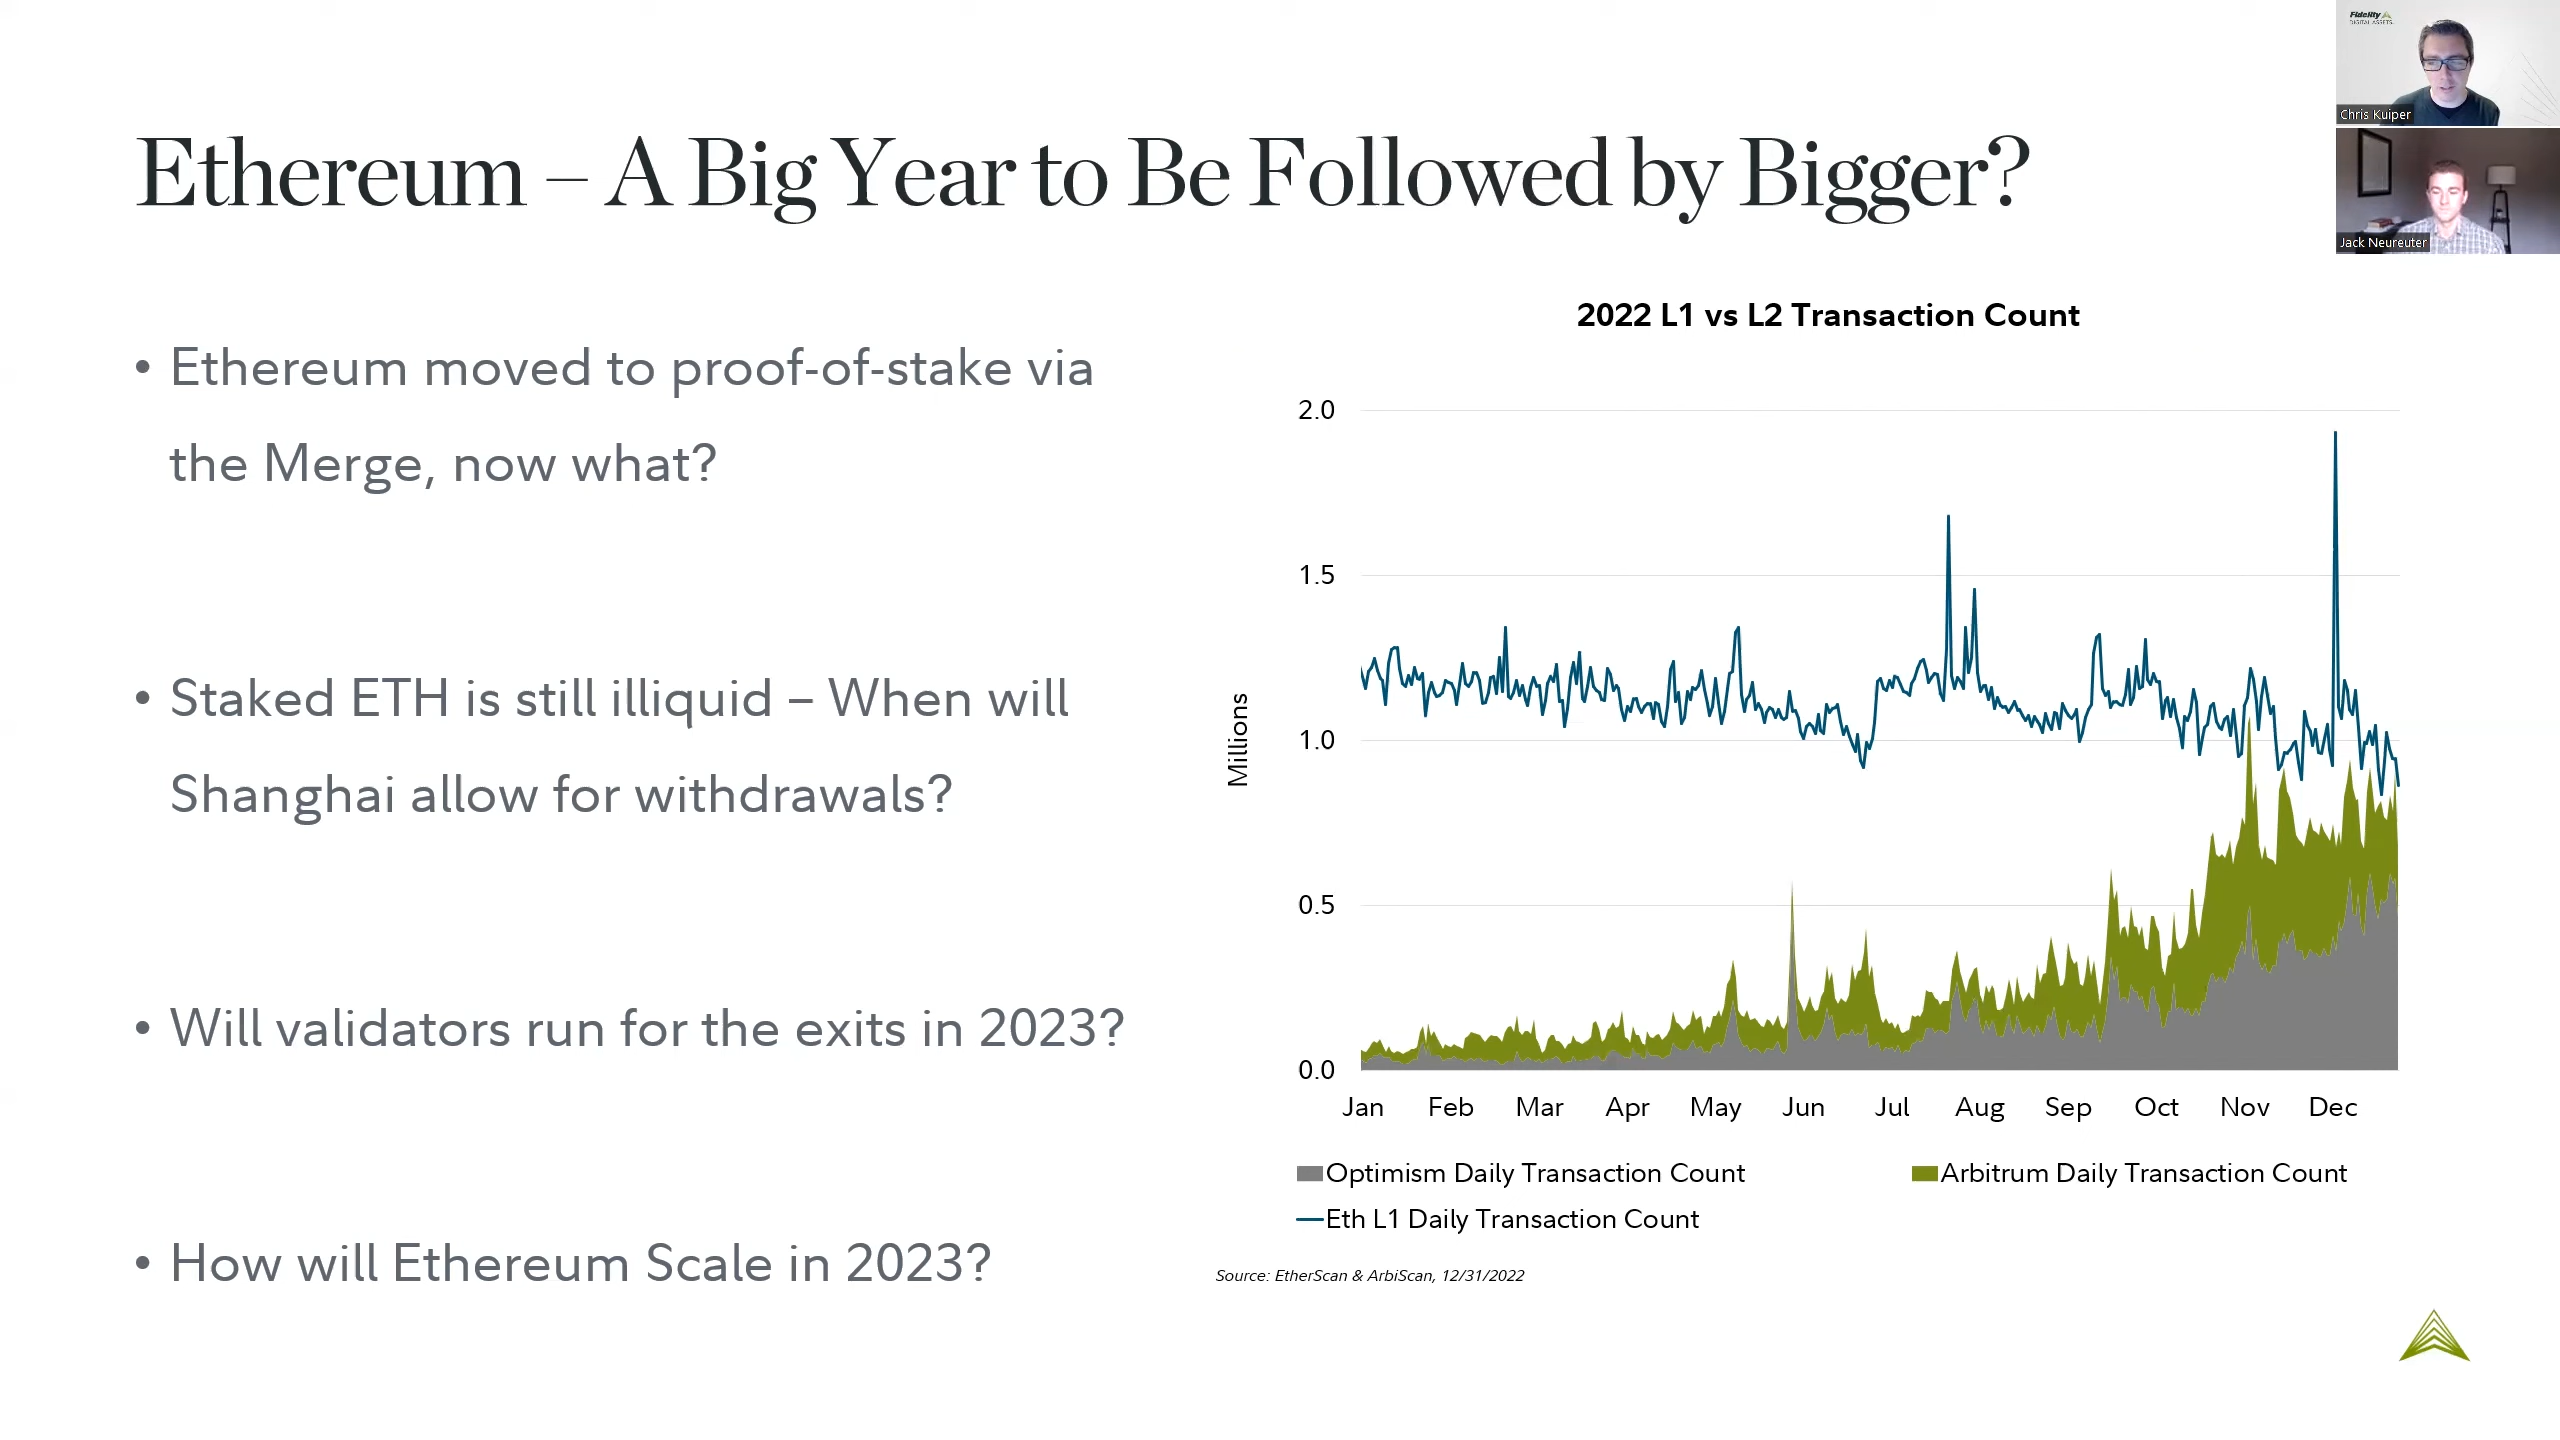 Ethereum – A Big Year to Be Followed by Bigger?
• Ethereum moved to proof-of-stake via
the Merge, now what?
• Staked ETH is still illiquid – When will
Shanghai allow for withdrawals?
• Will validators run for the exits in 2023?
• How will Ethereum Scale in 2023?
2022 L1 vs L2 Transaction Count
Millions
2.0
1.5
1.0
0.5
0.0
Jan Feb Mar Apr May Jun Jul Aug Sep Oct Nov Dec
Optimism Daily Transaction Count
Arbitrum Daily Transaction Count
Eth L1 Daily Transaction Count
Source: EtherScan & ArbiScan, 12/31/2022
Fidelity
DIGITAL ASSETS
Chris Kuiper
Jack Neureuter